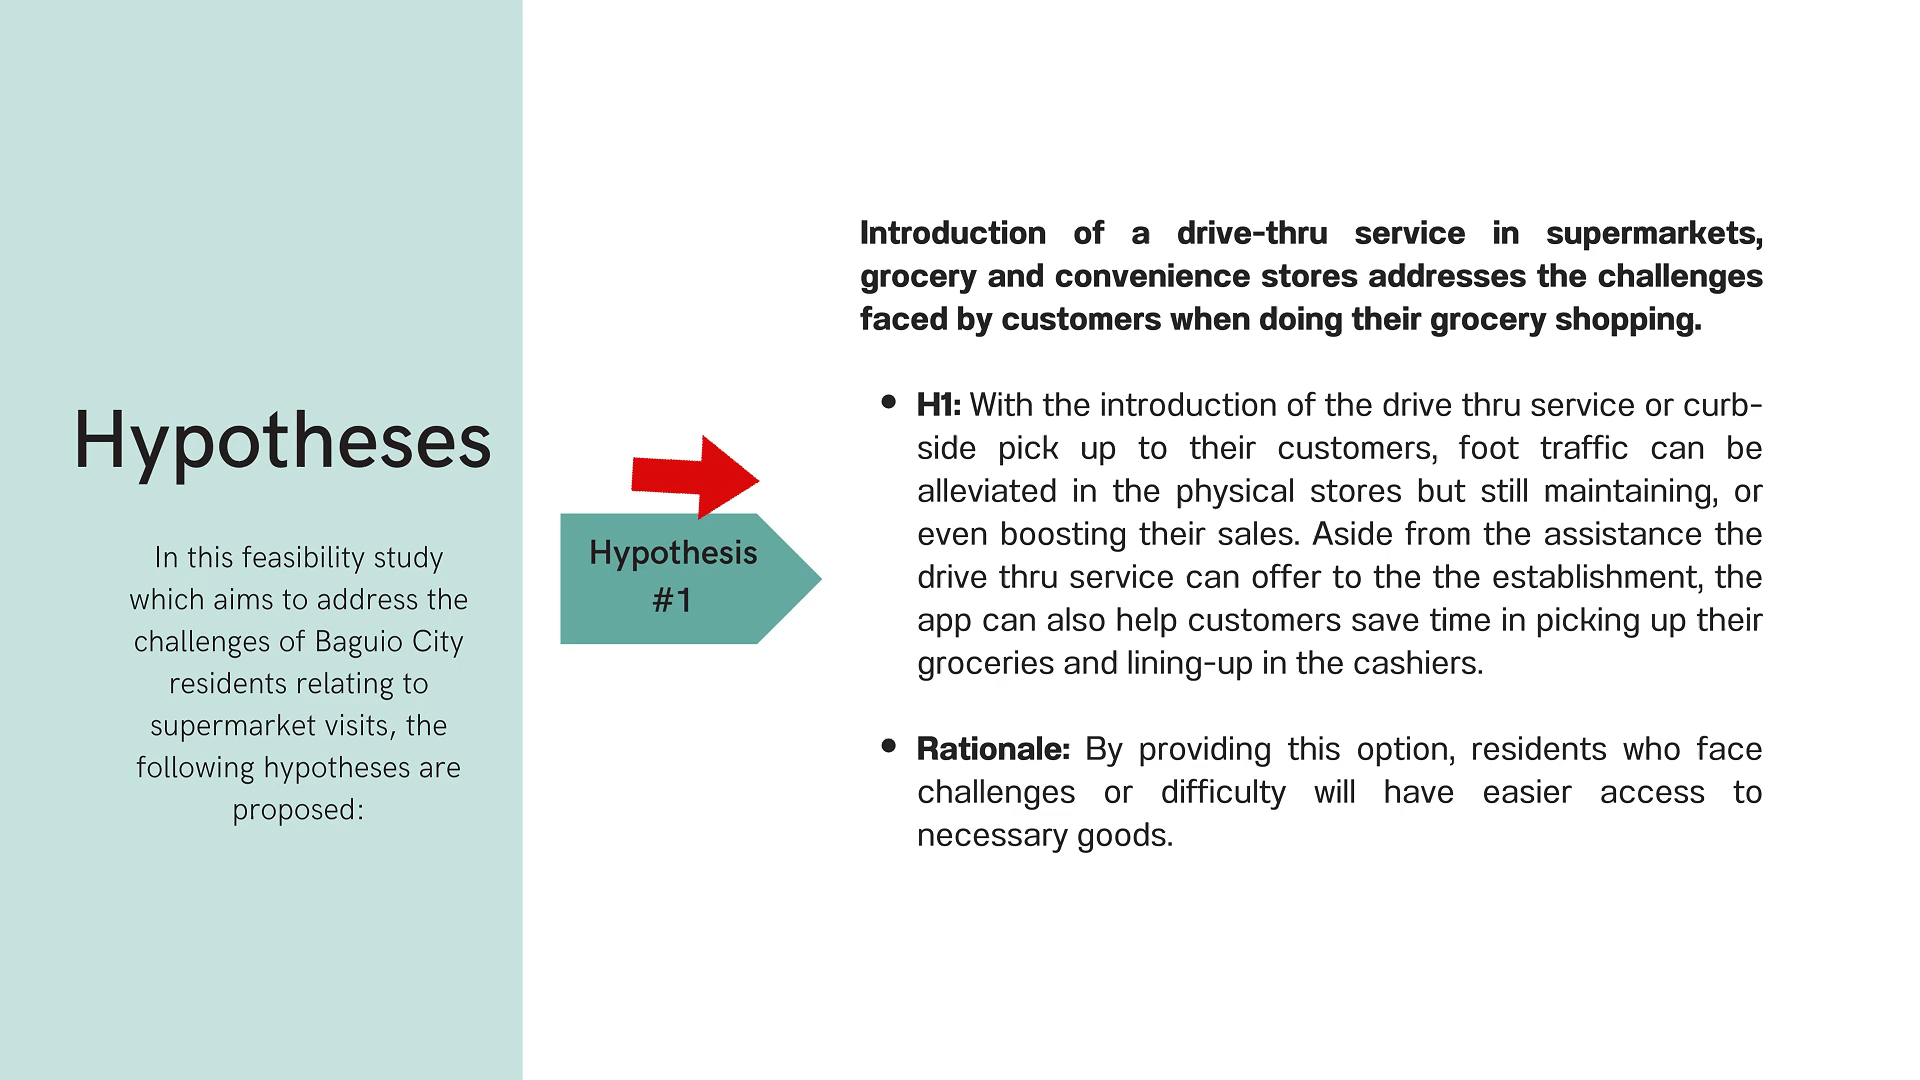 Hypotheses
In this feasibility study
which aims to address the
challenges of Baguio City
residents relating to
supermarket visits, the
following hypotheses are
proposed:
Hypothesis
#1
Introduction of a drive-thru service in supermarkets,
grocery and convenience stores addresses the challenges
faced by customers when doing their grocery shopping.
• H1: With the introduction of the drive thru service or curb-
side pick up to their customers, foot traffic can be
alleviated in the physical stores but still maintaining, or
even boosting their sales. Aside from the assistance the
drive thru service can offer to the the establishment, the
app can also help customers save time in picking up their
groceries and lining-up in the cashiers.
• Rationale: By providing this option, residents who face
challenges or difficulty will have easier access to
necessary goods.